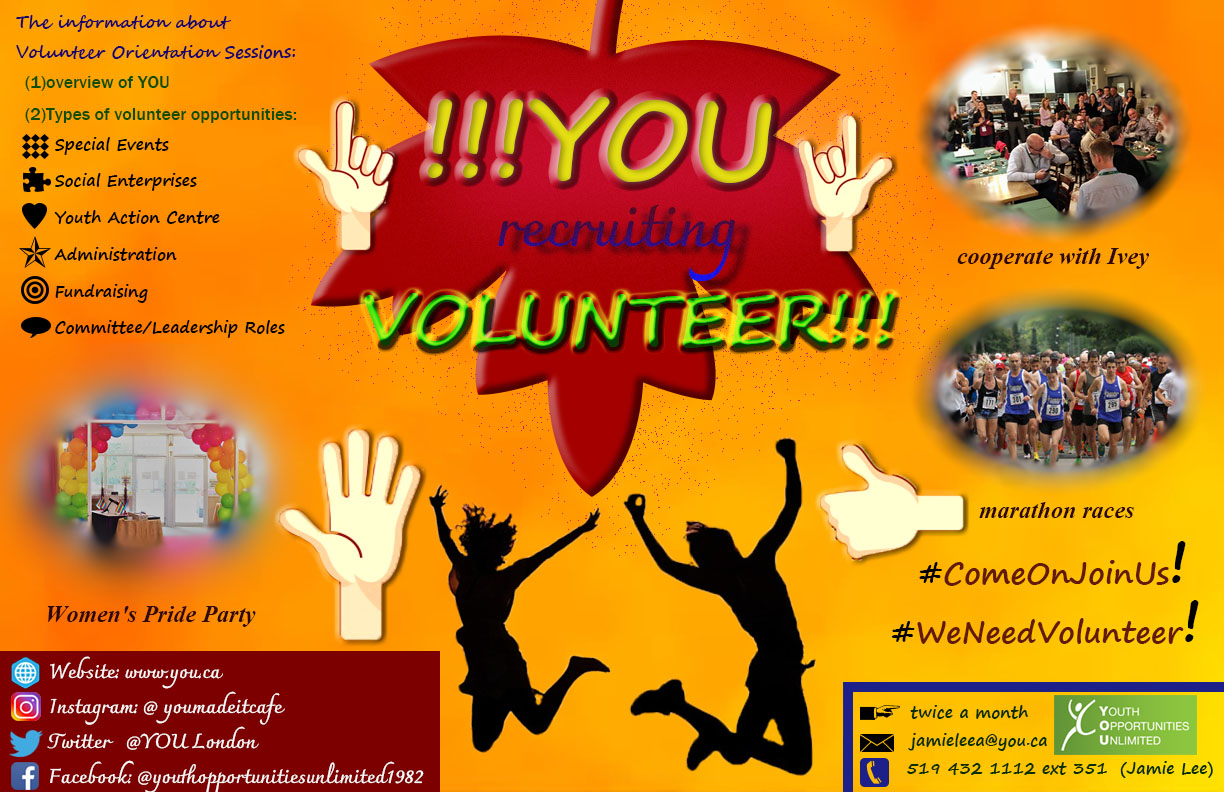 The information about
Volunteer Orientation Sessions:
(1)overview of YOU
(2)Types of volunteer opportunities:
Special Events
Social Enterprises
Youth Action Centre
Administration
Fundraising
Committee/Leadership Roles
!!!YOU
recruiting
VOLUNTEER!!!
cooperate with Ivey
marathon races
Women's Pride Party
#ComeOnJoinUs!
#WeNeedVolunteer!
Website: www.you.ca
Instagram: @ youmadeitcafe
Twitter @YOU London
Facebook: @youthopportunitiesunlimited1982
twice a month
jamieleea@you.ca
519 432 1112 ext 351 (Jamie Lee)
YOUTH
OPPORTUNITIES
UNLIMITED